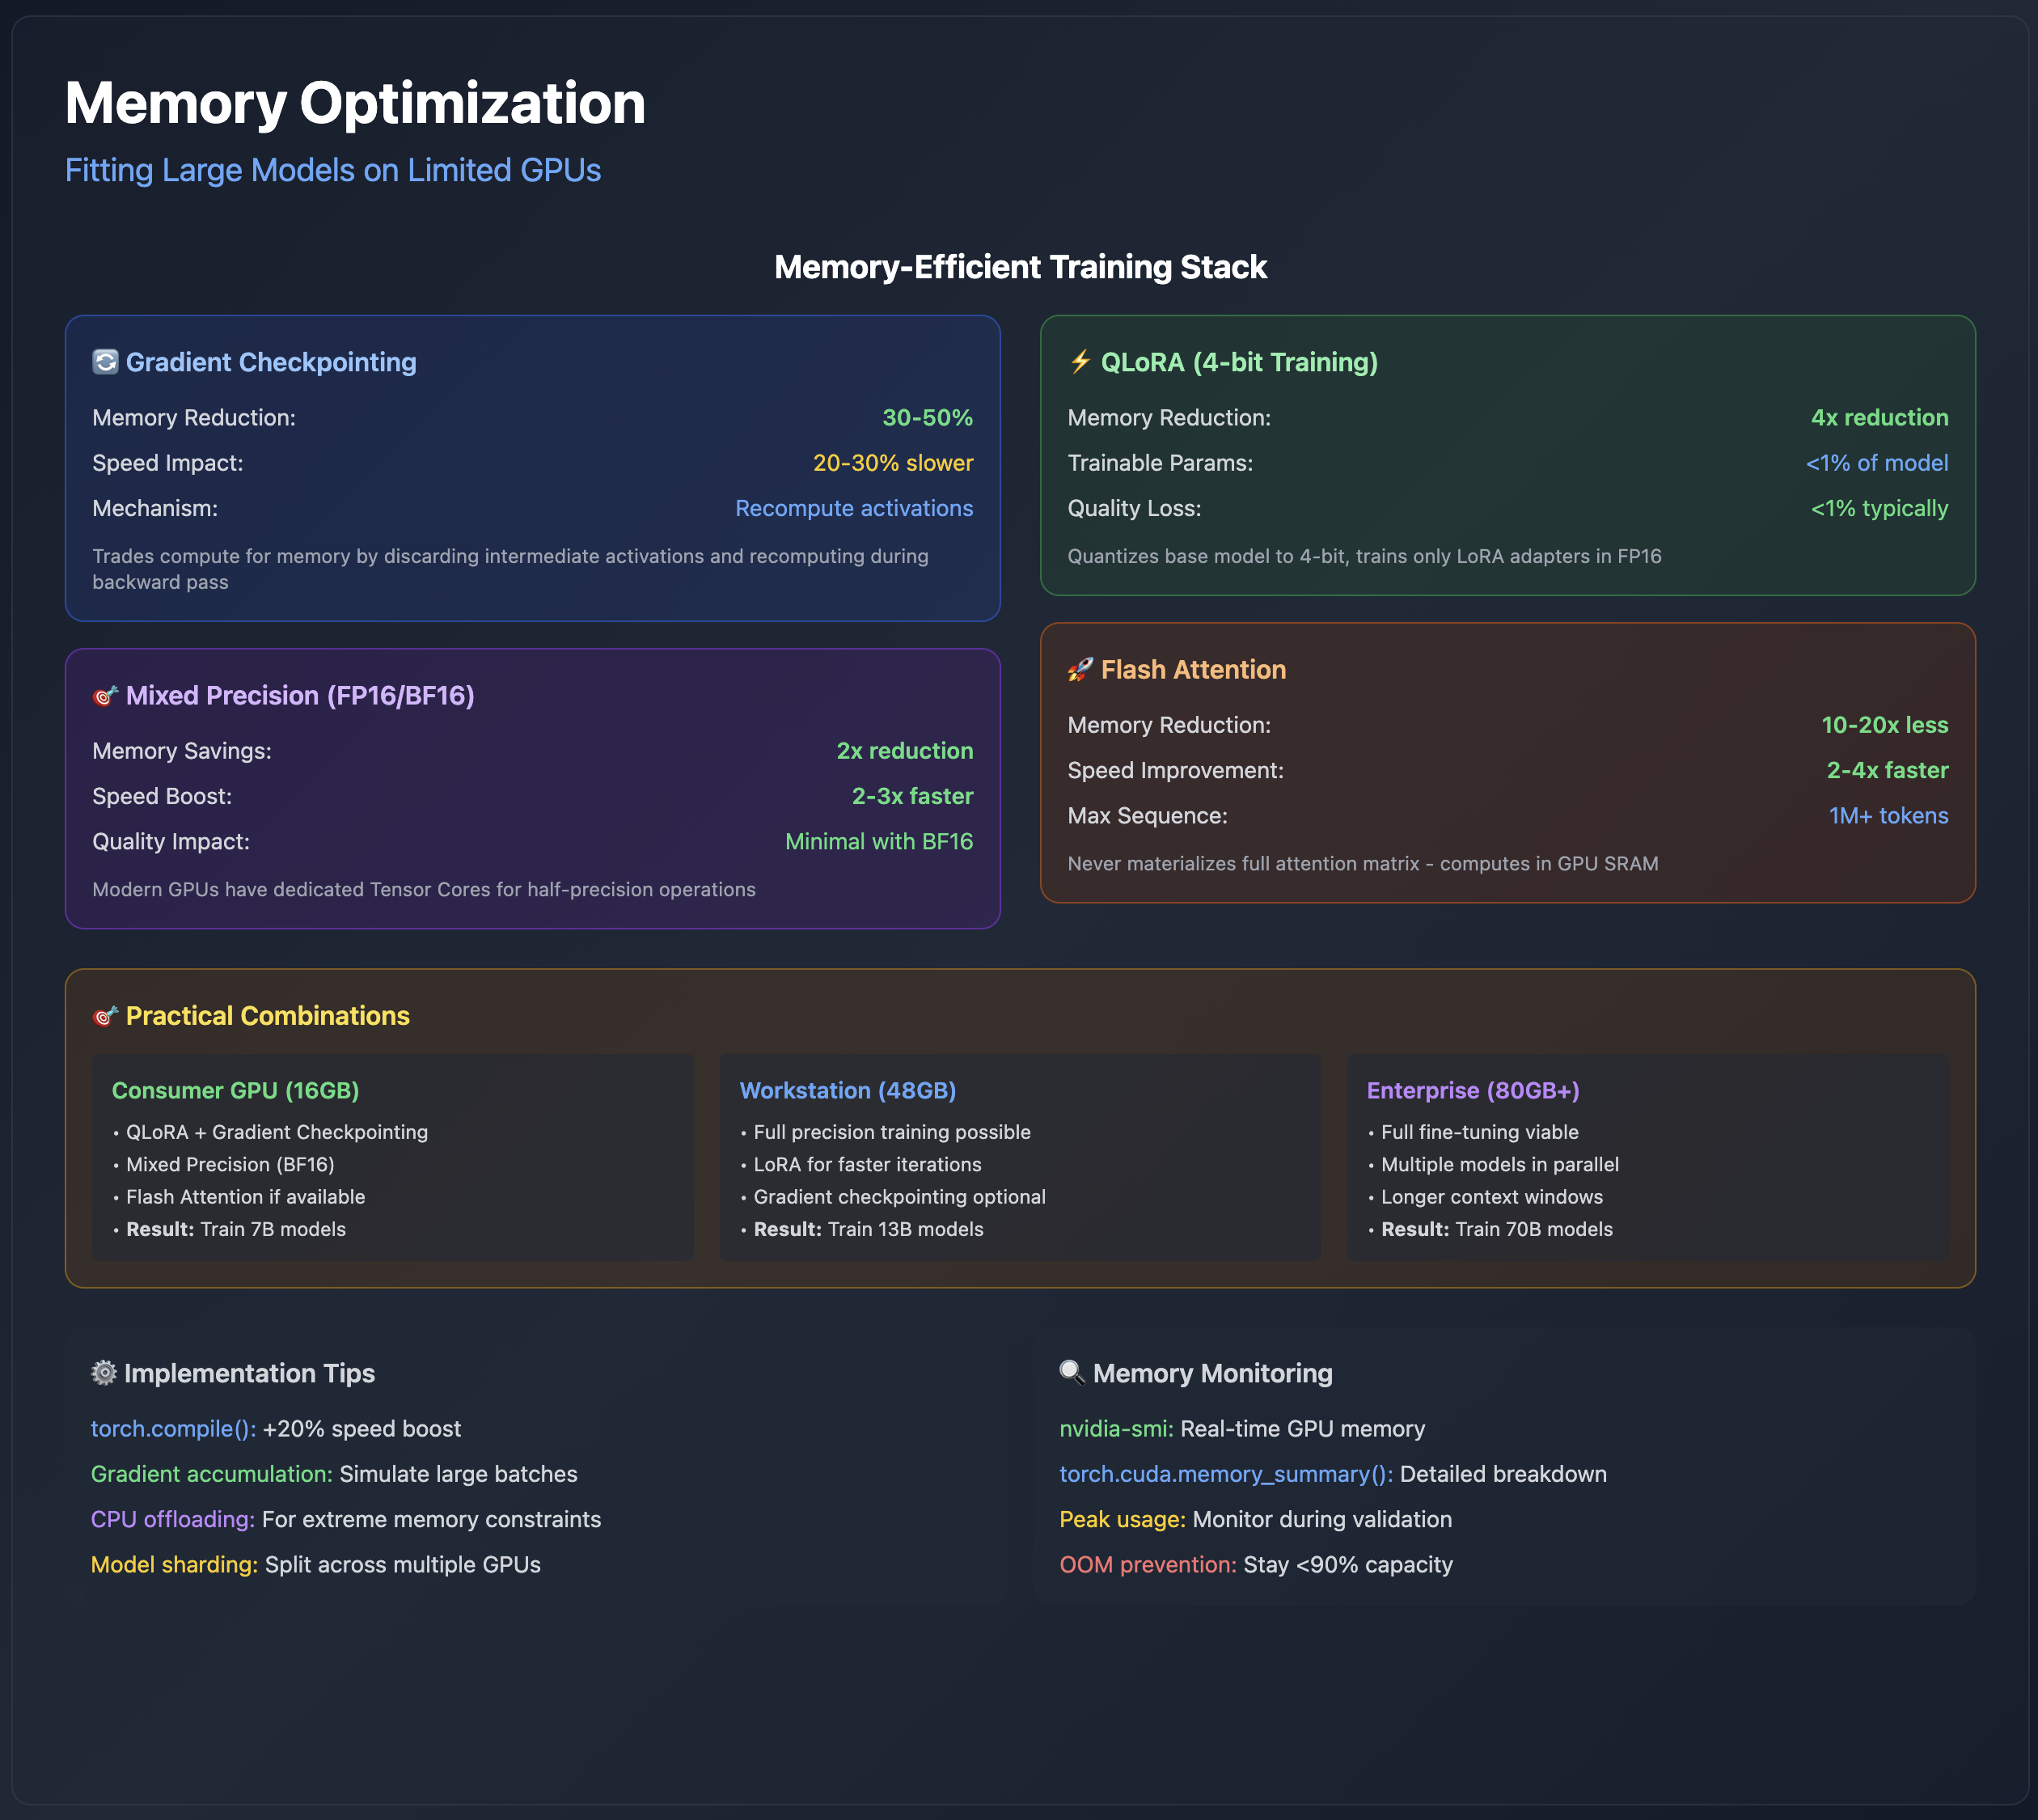 Memory Optimization
Fitting Large Models on Limited GPUs
Memory-Efficient Training Stack
🔄 Gradient Checkpointing
Memory Reduction: 30-50%
Speed Impact: 20-30% slower
Mechanism: Recompute activations
Trades compute for memory by discarding intermediate activations and recomputing during
backward pass
🎯 Mixed Precision (FP16/BF16)
Memory Savings: 2x reduction
Speed Boost: 2-3x faster
Quality Impact: Minimal with BF16
Modern GPUs have dedicated Tensor Cores for half-precision operations
⚡ QLoRA (4-bit Training)
Memory Reduction: 4x reduction
Trainable Params: <1% of model
Quality Loss: <1% typically
Quantizes base model to 4-bit, trains only LoRA adapters in FP16
🚀 Flash Attention
Memory Reduction: 10-20x less
Speed Improvement: 2-4x faster
Max Sequence: 1M+ tokens
Never materializes full attention matrix - computes in GPU SRAM
🎯 Practical Combinations
Consumer GPU (16GB)
• QLoRA + Gradient Checkpointing
• Mixed Precision (BF16)
• Flash Attention if available
• Result: Train 7B models
Workstation (48GB)
• Full precision training possible
• LoRA for faster iterations
• Gradient checkpointing optional
• Result: Train 13B models
Enterprise (80GB+)
• Full fine-tuning viable
• Multiple models in parallel
• Longer context windows
• Result: Train 70B models
⚙️ Implementation Tips
torch.compile(): +20% speed boost
Gradient accumulation: Simulate large batches
CPU offloading: For extreme memory constraints
Model sharding: Split across multiple GPUs
🔍 Memory Monitoring
nvidia-smi: Real-time GPU memory
torch.cuda.memory_summary(): Detailed breakdown
Peak usage: Monitor during validation
OOM prevention: Stay <90% capacity